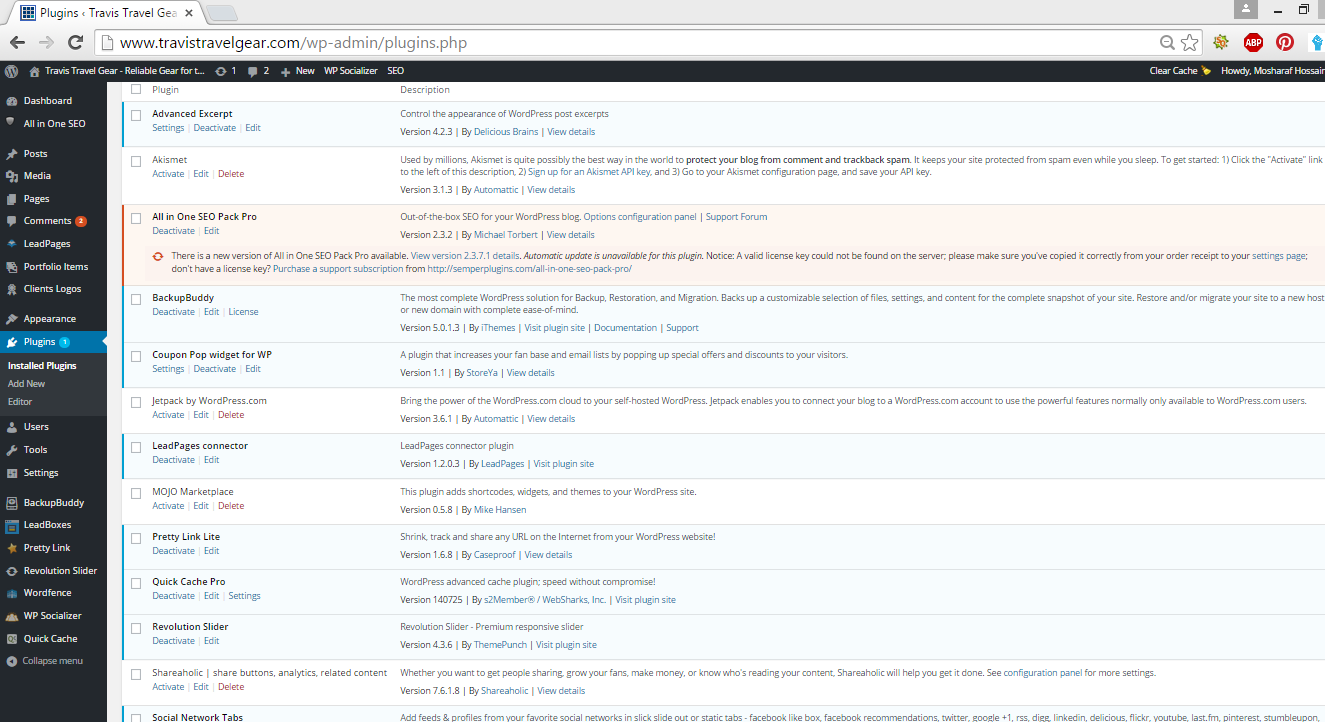 Plugins ‹ Travis Travel Gea
www.travistravelgear.com/wp-admin/plugins.php
ABP
Travis Travel Gear - Reliable Gear for t... 1 2 New WP Socializer SEO Clear Cache Howdy, Mosharaf Hossain
Dashboard
All in One SEO
Posts
Media
Pages
Comments 2
LeadPages
Portfolio Items
Clients Logos
Appearance
Plugins 1
Installed Plugins
Add New
Editor
Users
Tools
Settings
BackupBuddy
LeadBoxes
Pretty Link
Revolution Slider
Wordfence
WP Socializer
Quick Cache
Collapse menu
Plugin Description
Advanced Excerpt
Settings | Deactivate | Edit
Control the appearance of WordPress post excerpts
Version 4.2.3 | By Delicious Brains | View details
Akismet
Activate | Edit | Delete
Used by millions, Akismet is quite possibly the best way in the world to protect your blog from comment and trackback spam. It keeps your site protected from spam even while you sleep. To get started: 1) Click the "Activate" link
to the left of this description, 2) Sign up for an Akismet API key, and 3) Go to your Akismet configuration page, and save your API key.
Version 3.1.3 | By Automattic | View details
All in One SEO Pack Pro
Deactivate | Edit
Out-of-the-box SEO for your WordPress blog. Options configuration panel | Support Forum
Version 2.3.2 | By Michael Torbert | View details
There is a new version of All in One SEO Pack Pro available. View version 2.3.7.1 details. Automatic update is unavailable for this plugin. Notice: A valid license key could not be found on the server; please make sure you've copied it correctly from your order receipt to your settings page;
don't have a license key? Purchase a support subscription from http://semperplugins.com/all-in-one-seo-pack-pro/
BackupBuddy
Deactivate | Edit | License
The most complete WordPress solution for Backup, Restoration, and Migration. Backs up a customizable selection of files, settings, and content for the complete snapshot of your site. Restore and/or migrate your site to a new host
or new domain with complete ease-of-mind.
Version 5.0.1.3 | By iThemes | Visit plugin site | Documentation | Support
Coupon Pop widget for WP
Settings | Deactivate | Edit
A plugin that increases your fan base and email lists by popping up special offers and discounts to your visitors.
Version 1.1 | By StoreYa | View details
Jetpack by WordPress.com
Activate | Edit | Delete
Bring the power of the WordPress.com cloud to your self-hosted WordPress. Jetpack enables you to connect your blog to a WordPress.com account to use the powerful features normally only available to WordPress.com users.
Version 3.6.1 | By Automattic | View details
LeadPages connector
Deactivate | Edit
LeadPages connector plugin
Version 1.2.0.3 | By LeadPages | Visit plugin site
MOJO Marketplace
Activate | Edit | Delete
This plugin adds shortcodes, widgets, and themes to your WordPress site.
Version 0.5.8 | By Mike Hansen
Pretty Link Lite
Deactivate | Edit
Shrink, track and share any URL on the Internet from your WordPress website!
Version 1.6.8 | By Caseproof | View details
Quick Cache Pro
Deactivate | Edit | Settings
WordPress advanced cache plugin; speed without compromise!
Version 140725 | By s2Member® / WebSharks, Inc. | Visit plugin site
Revolution Slider
Deactivate | Edit
Revolution Slider - Premium responsive slider
Version 4.3.6 | By ThemePunch | Visit plugin site
Shareaholic | share buttons, analytics, related content
Activate | Edit | Delete
Whether you want to get people sharing, grow your fans, make money, or know who's reading your content, Shareaholic will help you get it done. See configuration panel for more settings.
Version 7.6.1.8 | By Shareaholic | View details
Social Network Tabs
Add feeds & profiles from your favorite social networks in slick slide out or static tabs - facebook like box, facebook recommendations, twitter, google +1, rss, digg, linkedin, delicious, flickr, youtube, last.fm, pinterest, stumbleupon,